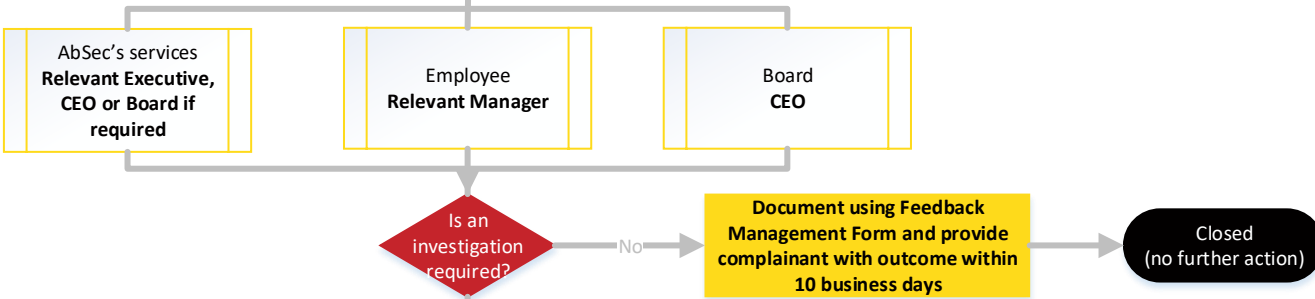 AbSec’s services
Relevant Executive,
CEO or Board if
required
Employee
Relevant Manager
Board
CEO
Is an
investigation
required?
No
Document using Feedback
Management Form and provide
complainant with outcome within
10 business days
Closed
(no further action)